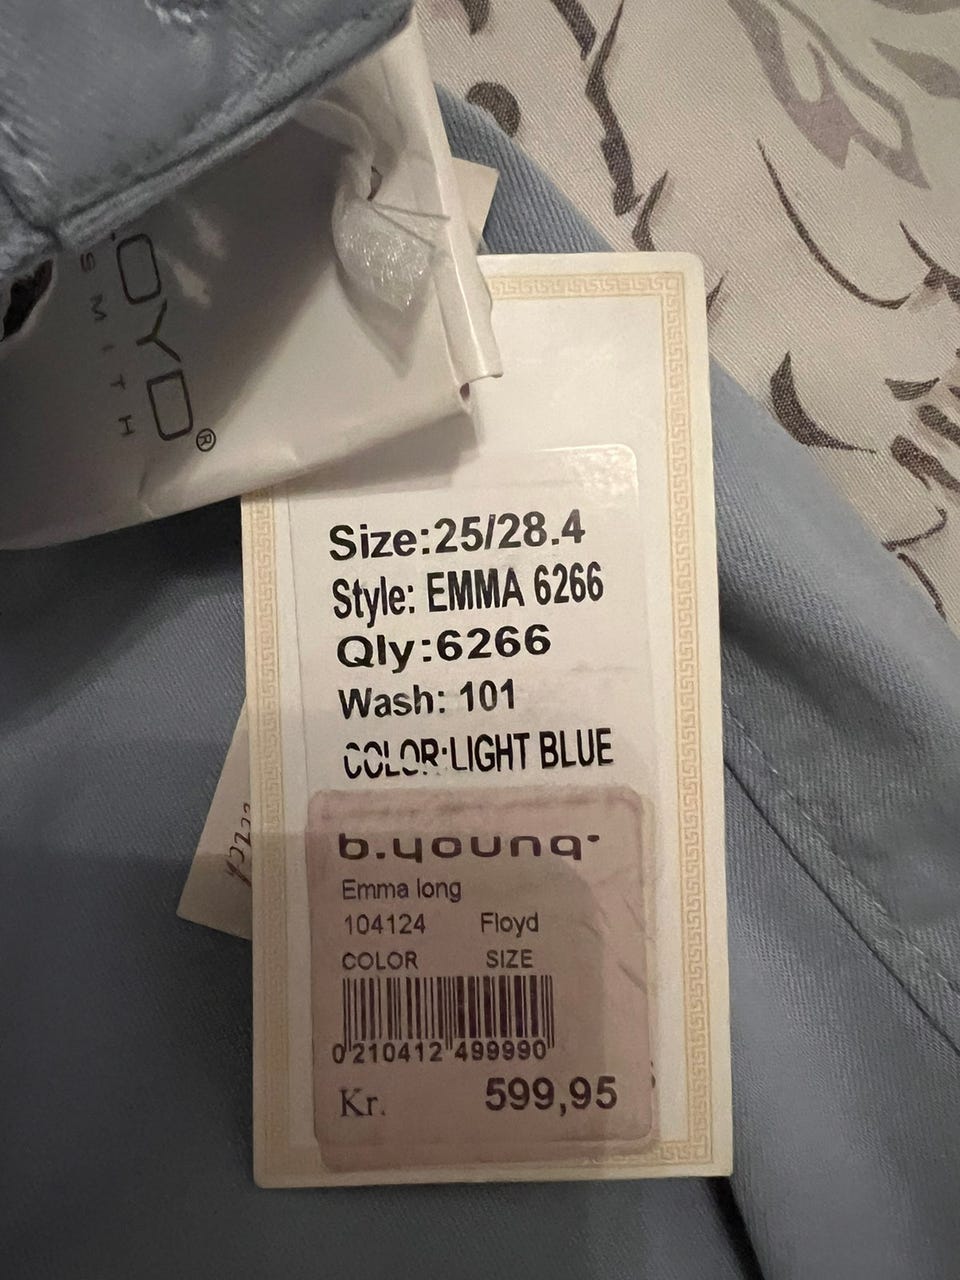 OYD®
SMITH
Size:25/28.4
Style: EMMA 6266
Qly:6266
Wash: 101
COLOR:LIGHT BLUE
b.young
Emma long
104124 Floyd
COLOR SIZE
0 210412 499990
Kr. 599,95